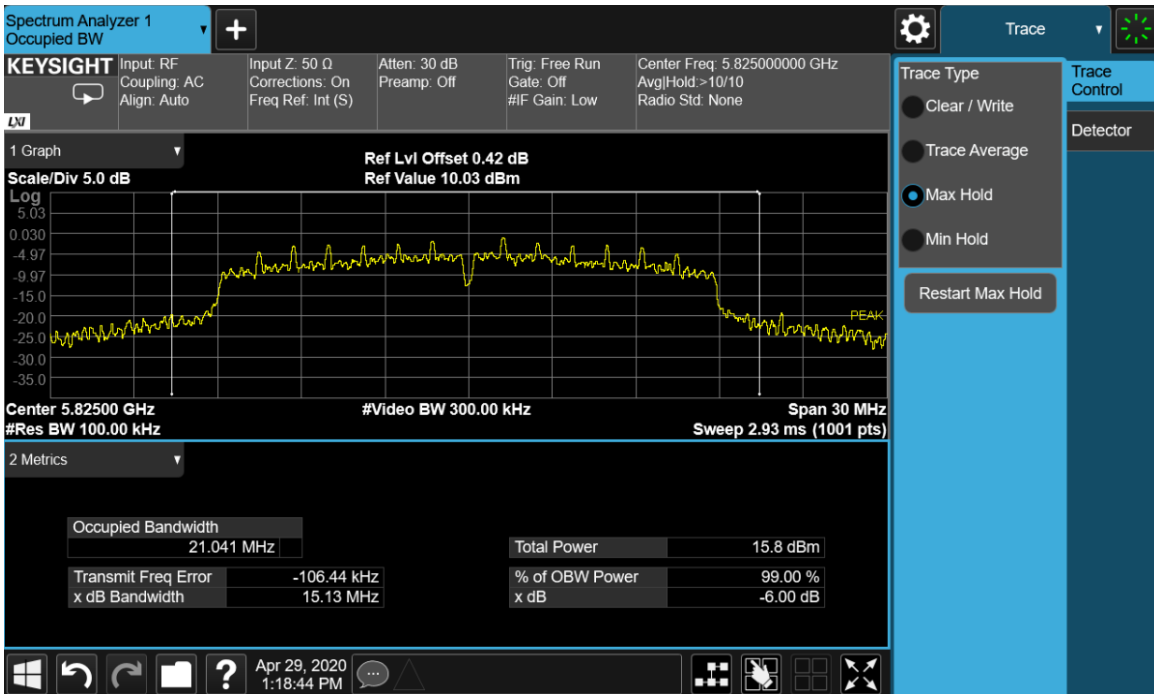 Spectrum Analyzer 1
Occupied BW
+
Trace
KEYSIGHT
LXI
Input: RF
Coupling: AC
Align: Auto
Input Z: 50 Ω
Corrections: On
Freq Ref: Int (S)
Atten: 30 dB
Preamp: Off
Trig: Free Run
Gate: Off
#IF Gain: Low
Center Freq: 5.825000000 GHz
Avg|Hold:>10/10
Radio Std: None
Trace Type
Clear / Write
Trace Average
Max Hold
Min Hold
Restart Max Hold
Trace
Control
Detector
1 Graph
Scale/Div 5.0 dB
Ref Lvl Offset 0.42 dB
Ref Value 10.03 dBm
Log
5.03
0.030
-4.97
-9.97
-15.0
-20.0
-25.0
-30.0
-35.0
PEAK
Center 5.82500 GHz
#Video BW 300.00 kHz
Span 30 MHz
#Res BW 100.00 kHz
Sweep 2.93 ms (1001 pts)
2 Metrics
Occupied Bandwidth
21.041 MHz
Total Power 15.8 dBm
Transmit Freq Error -106.44 kHz
% of OBW Power 99.00 %
x dB Bandwidth 15.13 MHz
x dB -6.00 dB
?
Apr 29, 2020
1:18:44 PM